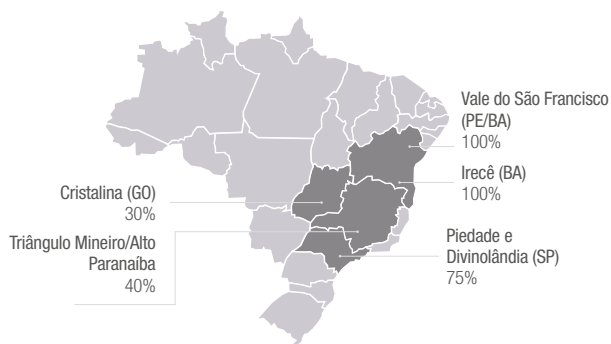 Vale do São Francisco
(PE/BA)
100%
Irecê (BA)
100%
Cristalina (GO)
30%
Triângulo Mineiro/Alto
Paranaíba
40%
Piedade e
Divinolândia (SP)
75%